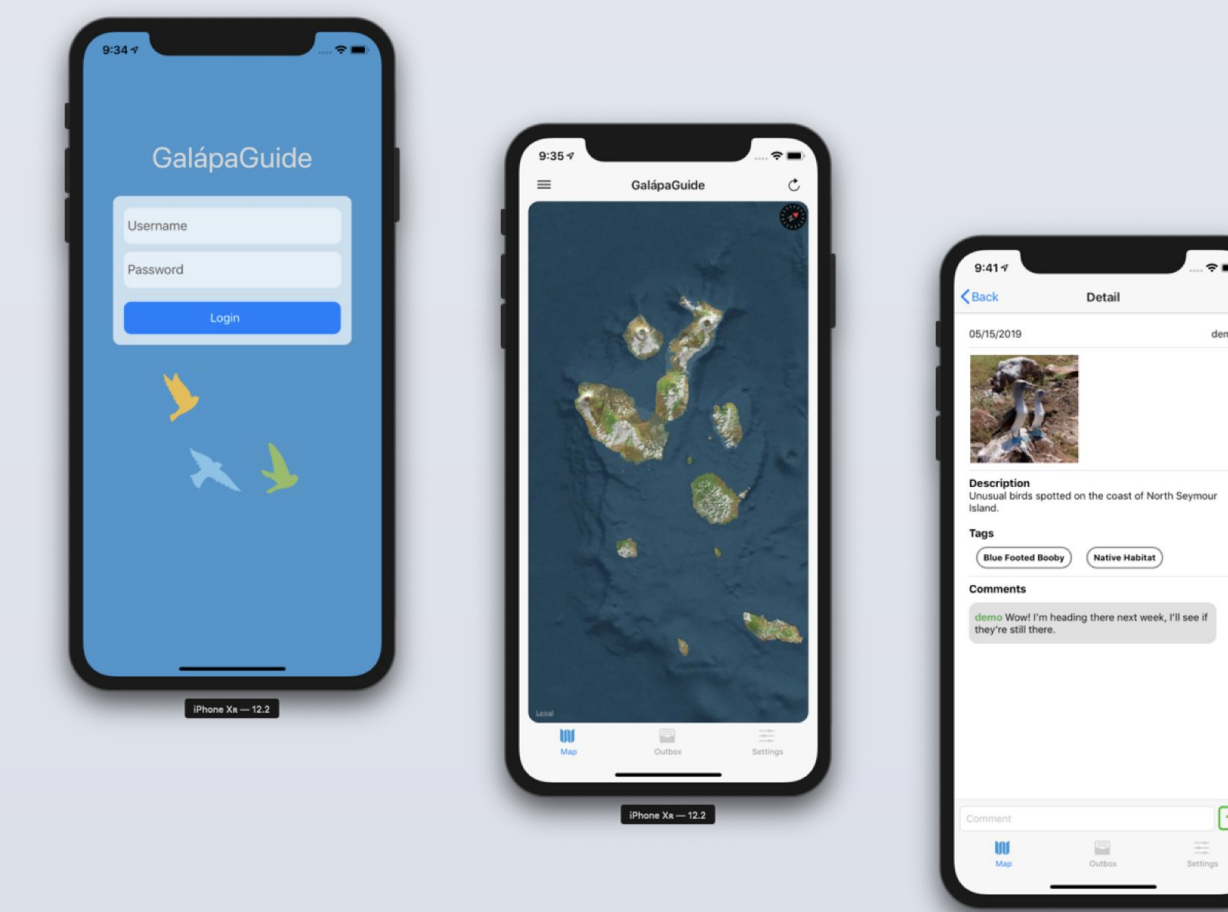 9:34
GalápaGuide
Username
Password
Login
iPhone Xʀ — 12.2
9:35
GalápaGuide
Legal
Map
Outbox
Settings
iPhone Xʀ — 12.2
9:41
Back
Detail
05/15/2019
Description
Unusual birds spotted on the coast of North Seymour
Island.
Tags
Blue Footed Booby
Native Habitat
Comments
demo Wow! I'm heading there next week, I'll see if
they're still there.
Comment
Map
Outbox
Settings